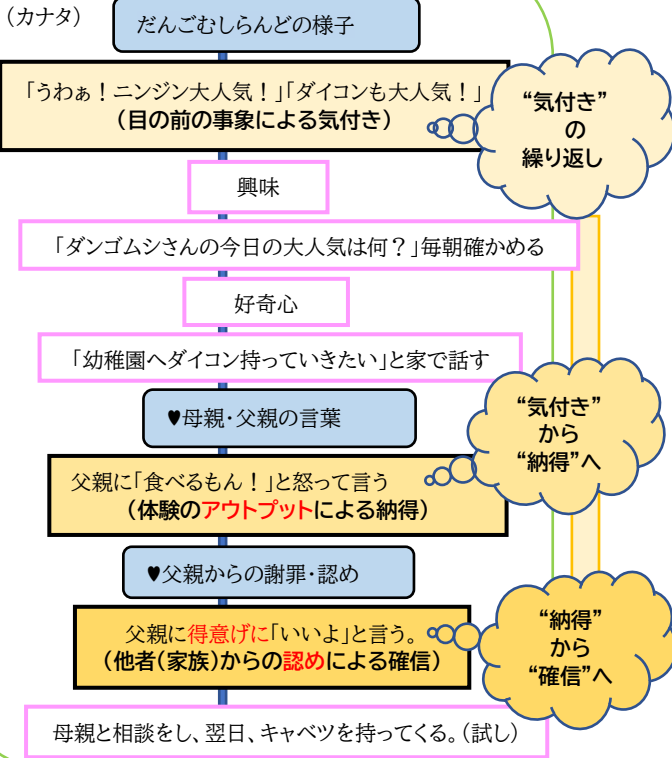 (カナタ)
だんごむしらんどの様子
「うわぁ！ニンジン大人気！」「ダイコンも大人気！」
(目の前の事象による気付き)
“気付き”
の
繰り返し
興味
「ダンゴムシさんの今日の大人気は何？」毎朝確かめる
好奇心
「幼稚園へダイコン持っていきたい」と家で話す
♥母親・父親の言葉
“気付き”
から
“納得”へ
父親に「食べるもん！」と怒って言う
(体験のアウトプットによる納得)
♥父親からの謝罪・認め
父親に得意げに「いいよ」と言う。
(他者(家族)からの認めによる確信)
“納得”
から
“確信”へ
母親と相談をし、翌日、キャベツを持ってくる。(試し)